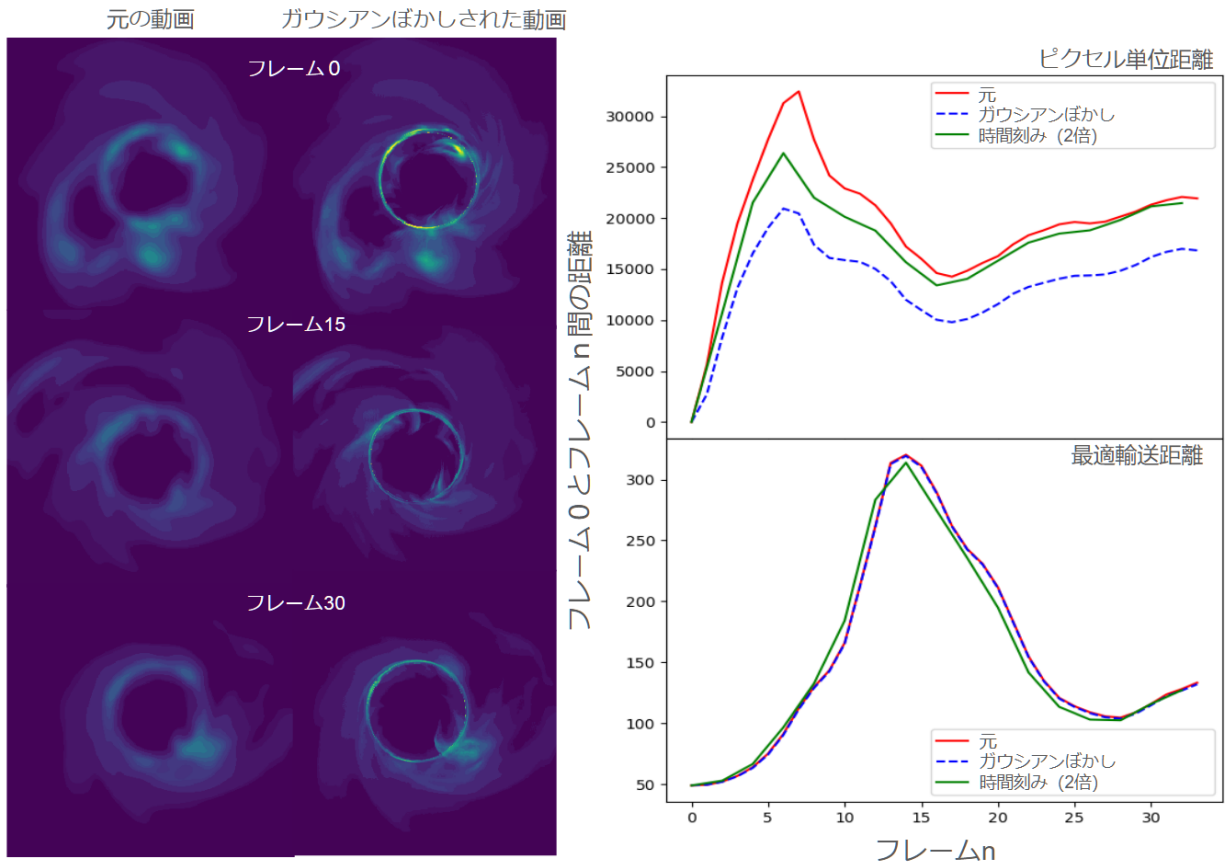 元の動画
ガウシアンぼかしされた動画
フレーム0
フレーム15
フレーム30
フレーム0とフレームn間の距離
ピクセル単位距離
元
ガウシアンぼかし
時間刻み (2倍)
30000
25000
20000
15000
10000
5000
0
最適輸送距離
300
250
200
150
100
50
元
ガウシアンぼかし
時間刻み (2倍)
0 5 10 15 20 25 30
フレームn